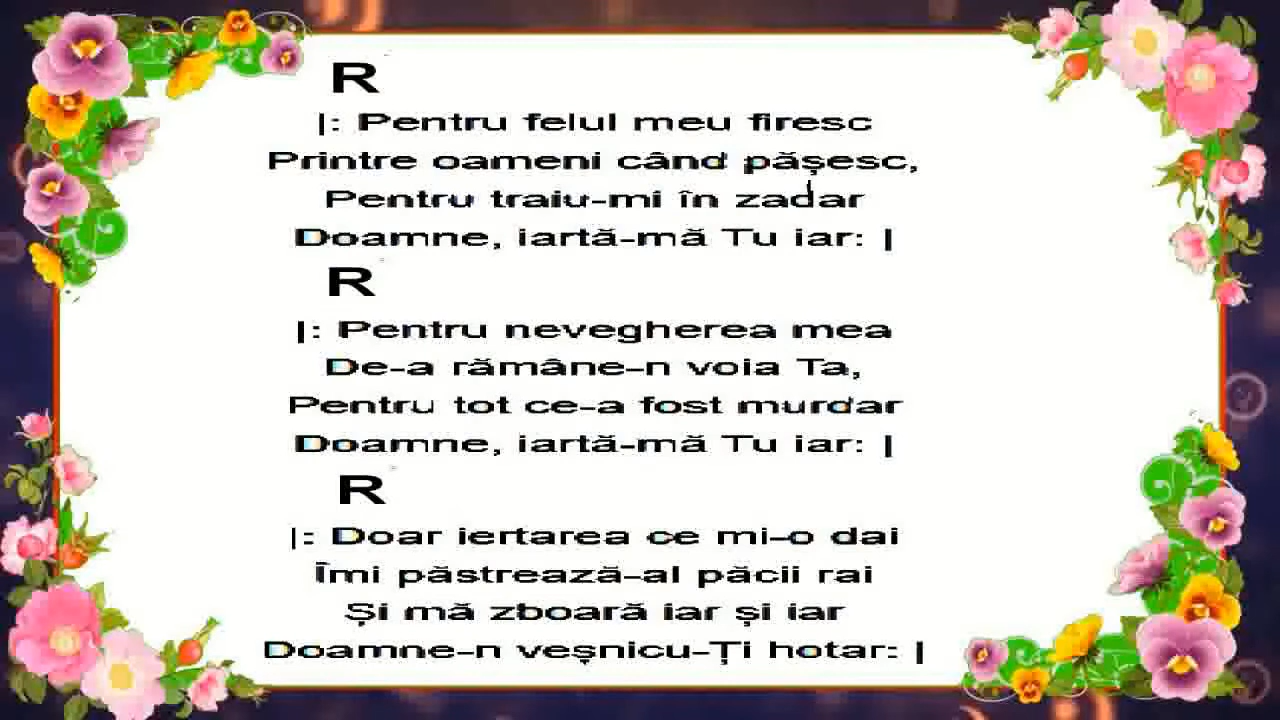 R
|: Pentru felul meu firesc
Printre oameni când pășesc,
Pentru traiu-mi în zadar
Doamne, iartă-mă Tu iar: |
R
|: Pentru nevegherea mea
De-a rămâne-n voia Ta,
Pentru tot ce-a fost murdar
Doamne, iartă-mă Tu iar: |
R
|: Doar iertarea ce mi-o dai
Îmi păstrează-al păcii rai
Și mă zboară iar și iar
Doamne-n veșnicu-Ți hotar: |